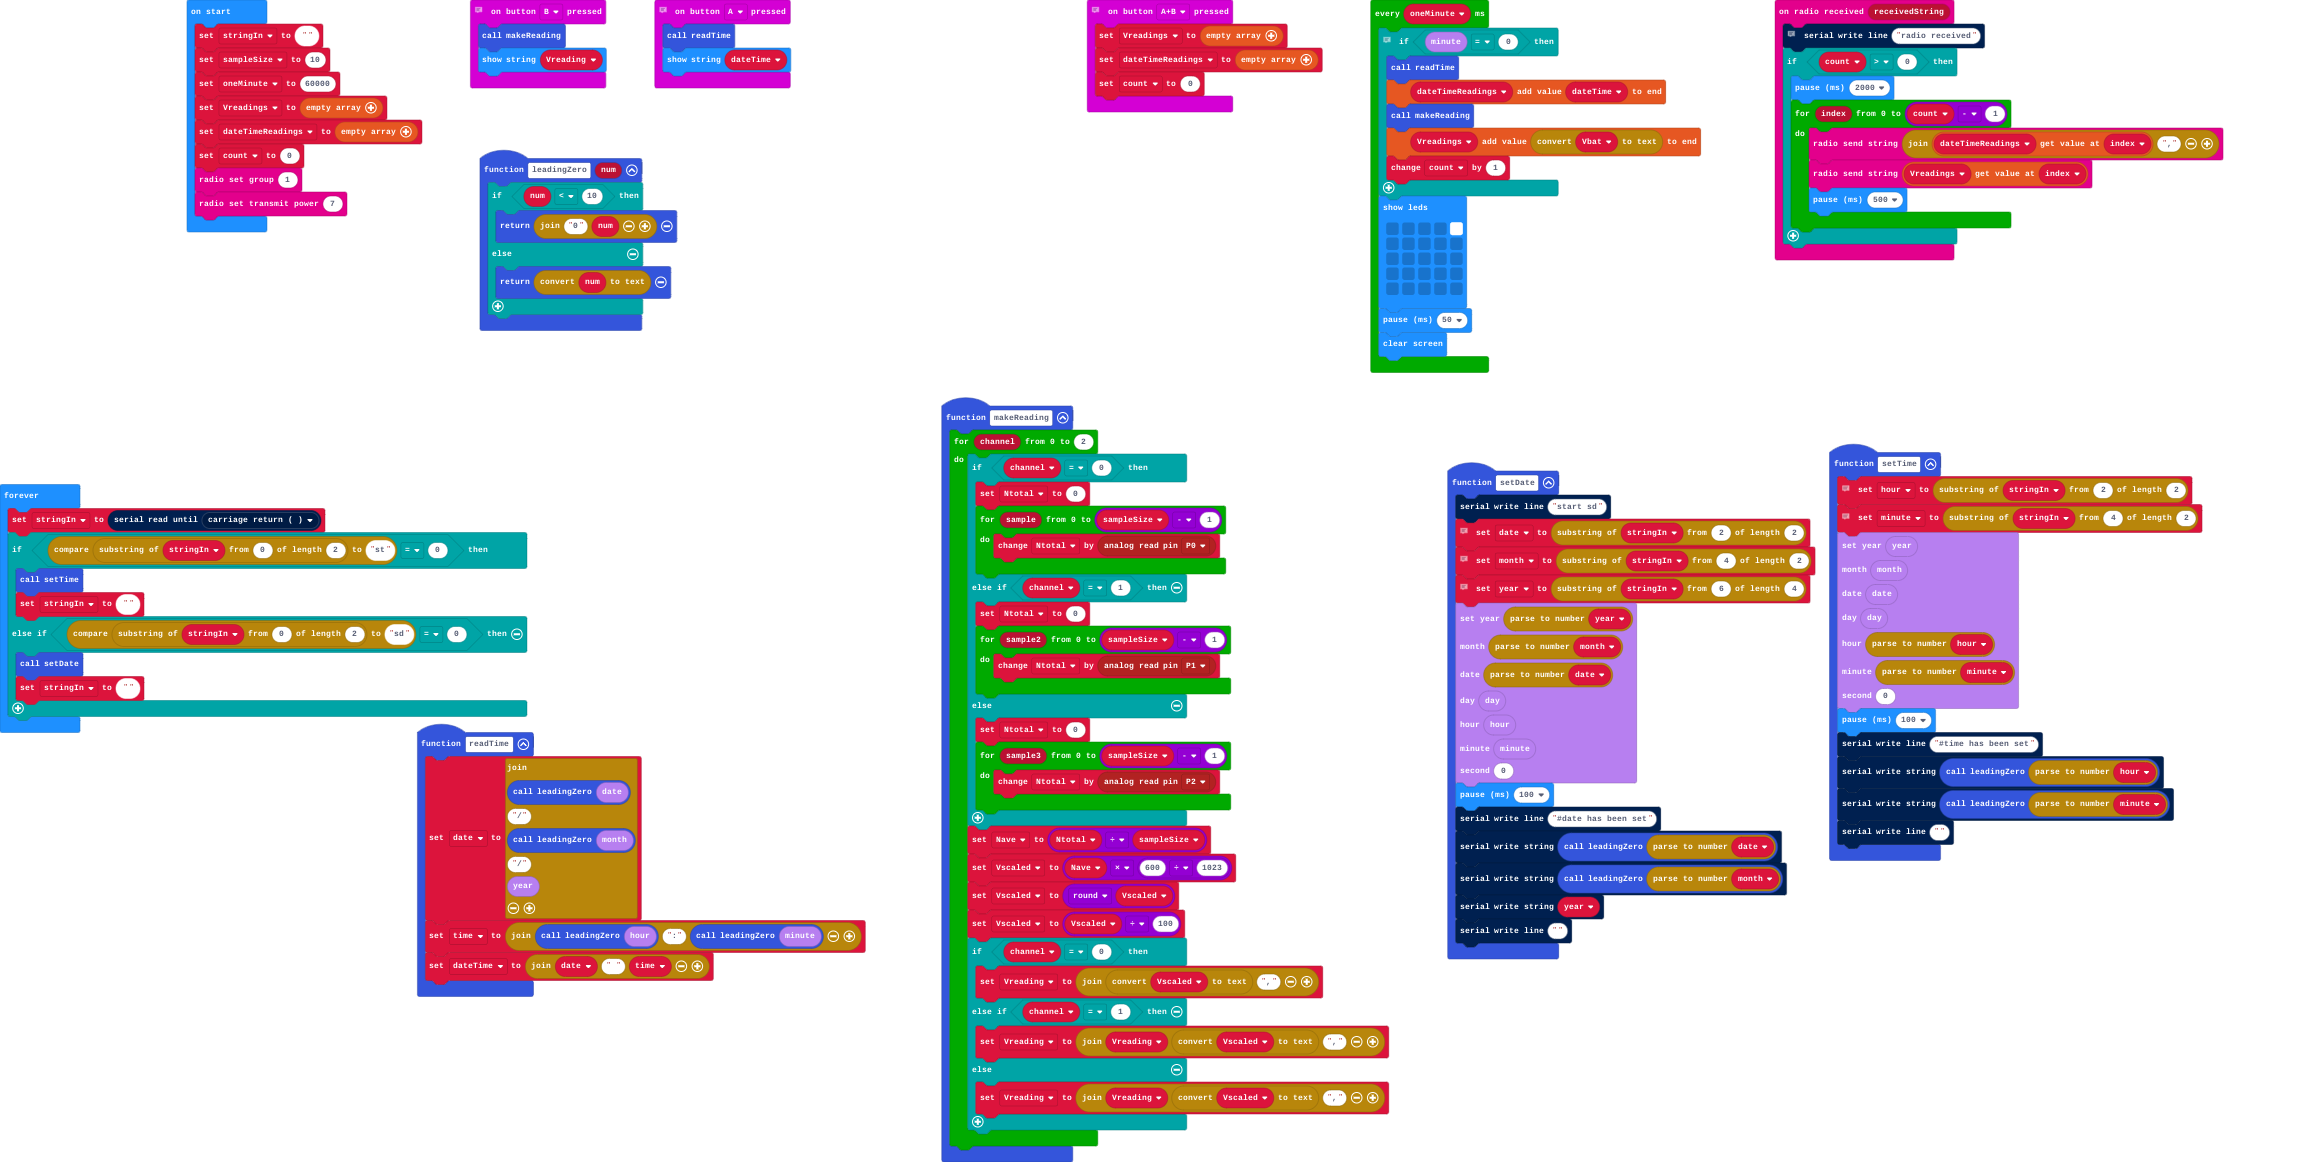 on start
set stringIn to ""
set sampleSize to 10
set oneMinute to 60000
set Vreadings to empty array
set dateTimeReadings to empty array
set count to 0
radio set group 1
radio set transmit power 7
on button B pressed
call makeReading
show string Vreading
on button A pressed
call readTime
show string dateTime
function leadingZero num
if num < 10 then
return join "0" num
else
return convert num to text
on button A+B pressed
set Vreadings to empty array
set dateTimeReadings to empty array
set count to 0
every oneMinute ms
if minute = 0 then
call readTime
dateTimeReadings add value dateTime to end
call makeReading
Vreadings add value convert Vbat to text to end
change count by 1
show leds
pause (ms) 50
clear screen
on radio received receivedString
serial write line "radio received"
if count > 0 then
pause (ms) 2000
for index from 0 to count - 1
do
radio send string join dateTimeReadings get value at index ","
radio send string Vreadings get value at index
pause (ms) 500
forever
set stringIn to serial read until carriage return ( )
if compare substring of stringIn from 0 of length 2 to "st" = 0 then
call setTime
set stringIn to ""
else if compare substring of stringIn from 0 of length 2 to "sd" = 0 then
call setDate
set stringIn to ""
function readTime
join
call leadingZero date
"/"
set date to
call leadingZero month
"/"
year
set time to join call leadingZero hour ":" call leadingZero minute
set dateTime to join date " " time
function makeReading
for channel from 0 to 2
do
if channel = 0 then
set Ntotal to 0
for sample from 0 to sampleSize - 1
do
change Ntotal by analog read pin P0
else if channel = 1 then
set Ntotal to 0
for sample2 from 0 to sampleSize - 1
do
change Ntotal by analog read pin P1
else
set Ntotal to 0
for sample3 from 0 to sampleSize - 1
do
change Ntotal by analog read pin P2
set Nave to Ntotal ÷ sampleSize
set Vscaled to Nave × 600 ÷ 1023
set Vscaled to round Vscaled
set Vscaled to Vscaled ÷ 100
if channel = 0 then
set Vreading to join convert Vscaled to text ","
else if channel = 1 then
set Vreading to join Vreading convert Vscaled to text ","
else
set Vreading to join Vreading convert Vscaled to text ","
function setDate
serial write line "start sd"
set date to substring of stringIn from 2 of length 2
set month to substring of stringIn from 4 of length 2
set year to substring of stringIn from 6 of length 4
set year parse to number year
month parse to number month
date parse to number date
day day
hour hour
minute minute
second 0
pause (ms) 100
serial write line "#date has been set"
serial write string call leadingZero parse to number date
serial write string call leadingZero parse to number month
serial write string year
serial write line ""
function setTime
set hour to substring of stringIn from 2 of length 2
set minute to substring of stringIn from 4 of length 2
set year year
month month
date date
day day
hour parse to number hour
minute parse to number minute
second 0
pause (ms) 100
serial write line "#time has been set"
serial write string call leadingZero parse to number hour
serial write string call leadingZero parse to number minute
serial write line ""